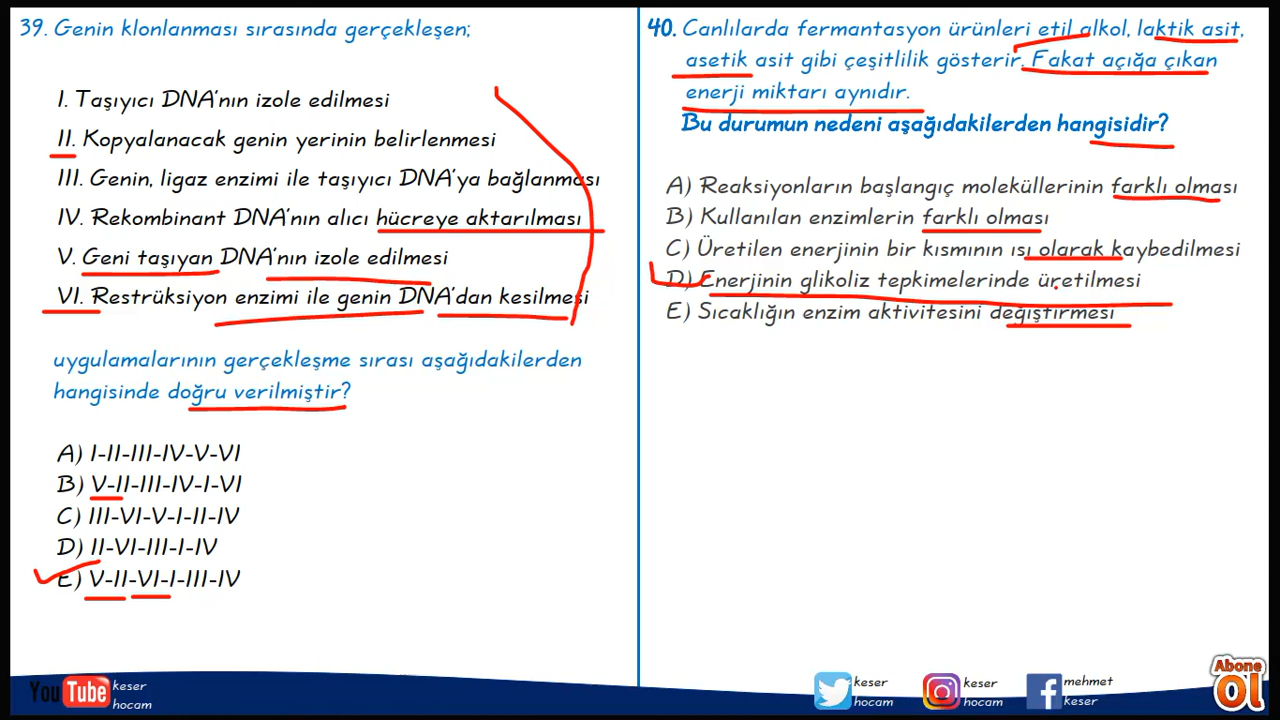 39. Genin klonlanması sırasında gerçekleşen;
I. Taşıyıcı DNA'nın izole edilmesi
II. Kopyalanacak genin yerinin belirlenmesi
III. Genin, ligaz enzimi ile taşıyıcı DNA'ya bağlanması
IV. Rekombinant DNA'nın alıcı hücreye aktarılması
V. Geni taşıyan DNA'nın izole edilmesi
VI. Restrüksiyon enzimi ile genin DNA'dan kesilmesi
uygulamalarının gerçekleşme sırası aşağıdakilerden
hangisinde doğru verilmiştir?
A) I-II-III-IV-V-VI
B) V-II-III-IV-I-VI
C) III-VI-V-I-II-IV
D) II-VI-III-I-IV
E) V-II-VI-I-III-IV
40. Canlılarda fermantasyon ürünleri etil alkol, laktik asit,
asetik asit gibi çeşitlilik gösterir. Fakat açığa çıkan
enerji miktarı aynıdır.
Bu durumun nedeni aşağıdakilerden hangisidir?
A) Reaksiyonların başlangıç moleküllerinin farklı olması
B) Kullanılan enzimlerin farklı olması
C) Üretilen enerjinin bir kısmının ısı olarak kaybedilmesi
D) Enerjinin glikoliz tepkimelerinde üretilmesi
E) Sıcaklığın enzim aktivitesini değiştirmesi
YouTube keser
hocam
keser
hocam
keser
hocam
mehmet
keser
Abone
Ol